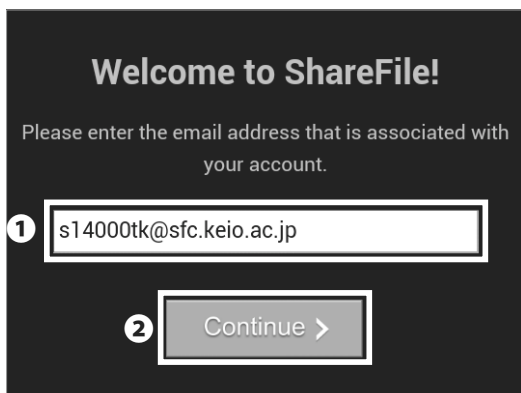 Welcome to ShareFile!
Please enter the email address that is associated with
your account.
1 s14000tk@sfc.keio.ac.jp
2 Continue >